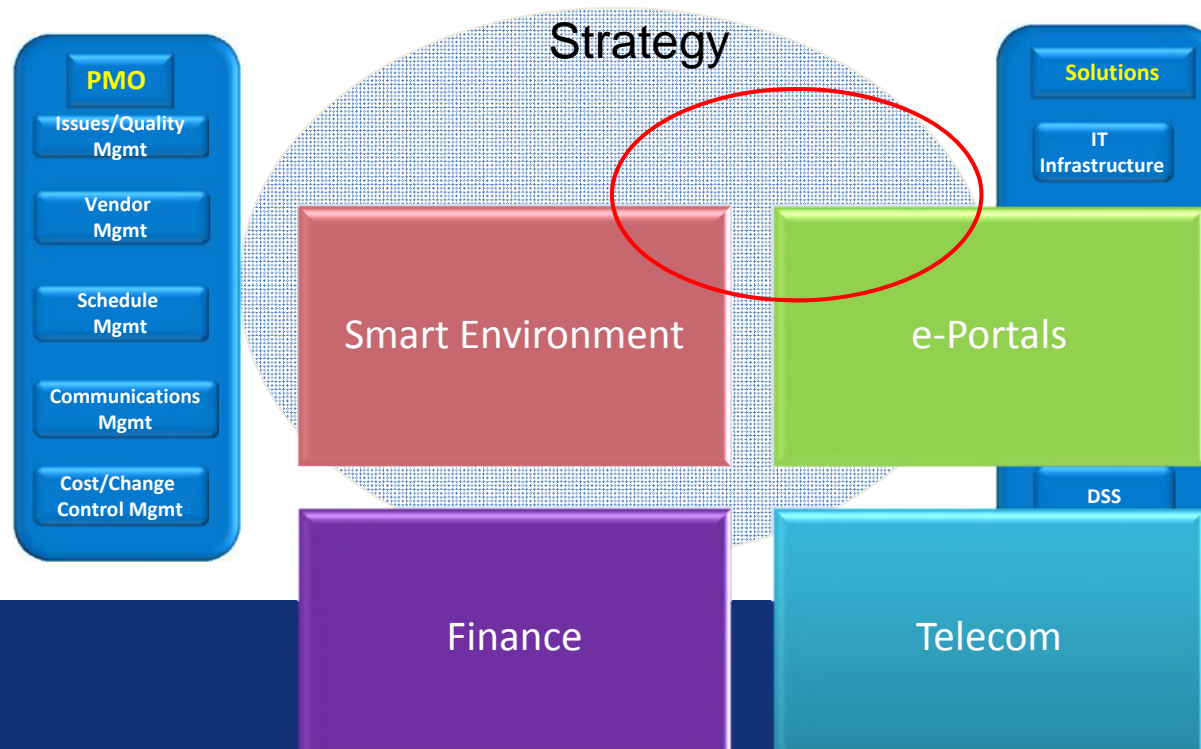 Strategy
PMO
Issues/Quality
Mgmt
Vendor
Mgmt
Schedule
Mgmt
Communications
Mgmt
Cost/Change
Control Mgmt
Solutions
IT
Infrastructure
DSS
Smart Environment
e-Portals
Finance
Telecom